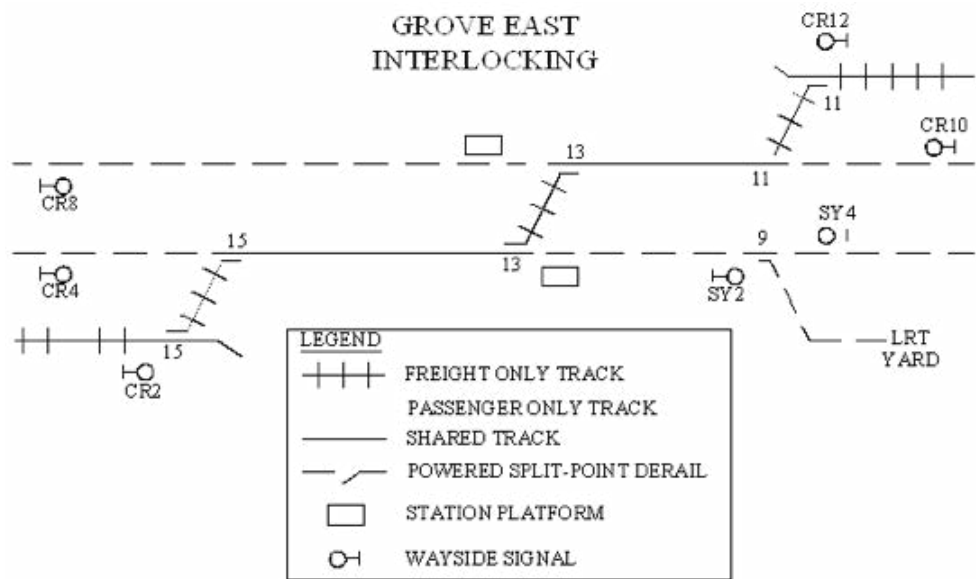 GROVE EAST
INTERLOCKING
CR12
11
CR10
13
11
CR8
SY4
15
9
13
CR4
SY2
15
CR2
LRT
YARD
LEGEND
FREIGHT ONLY TRACK
PASSENGER ONLY TRACK
SHARED TRACK
POWERED SPLIT-POINT DERAIL
STATION PLATFORM
WAYSIDE SIGNAL